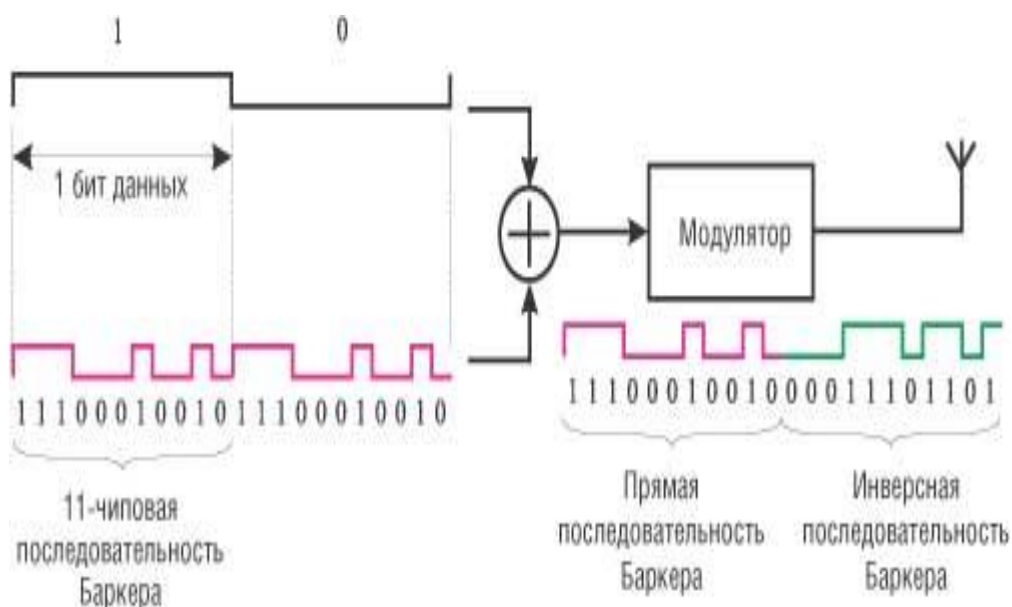 1 0
1 бит данных
Модулятор
1 1 1 0 0 0 1 0 0 1 0 1 1 1 0 0 0 1 0 0 1 0
1 1 1 0 0 0 1 0 0 1 0 0 0 0 1 1 1 0 1 1 0 1
11-чиповая
последовательность
Баркера
Прямая
последовательность
Баркера
Инверсная
последовательность
Баркера